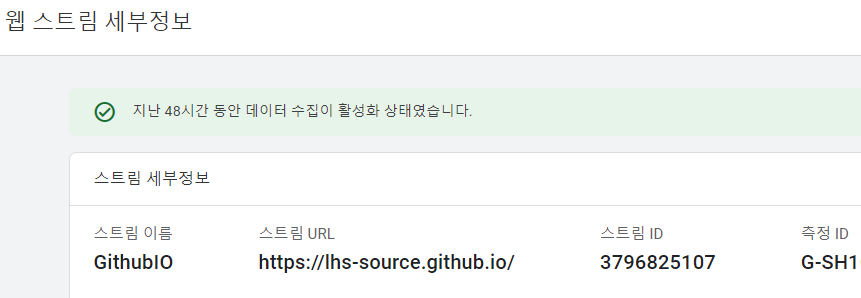 웹 스트림 세부정보
지난 48시간 동안 데이터 수집이 활성화 상태였습니다.
스트림 세부정보
스트림 이름 스트림 URL 스트림 ID 측정 ID
GithubIO https://lhs-source.github.io/ 3796825107 G-SH1